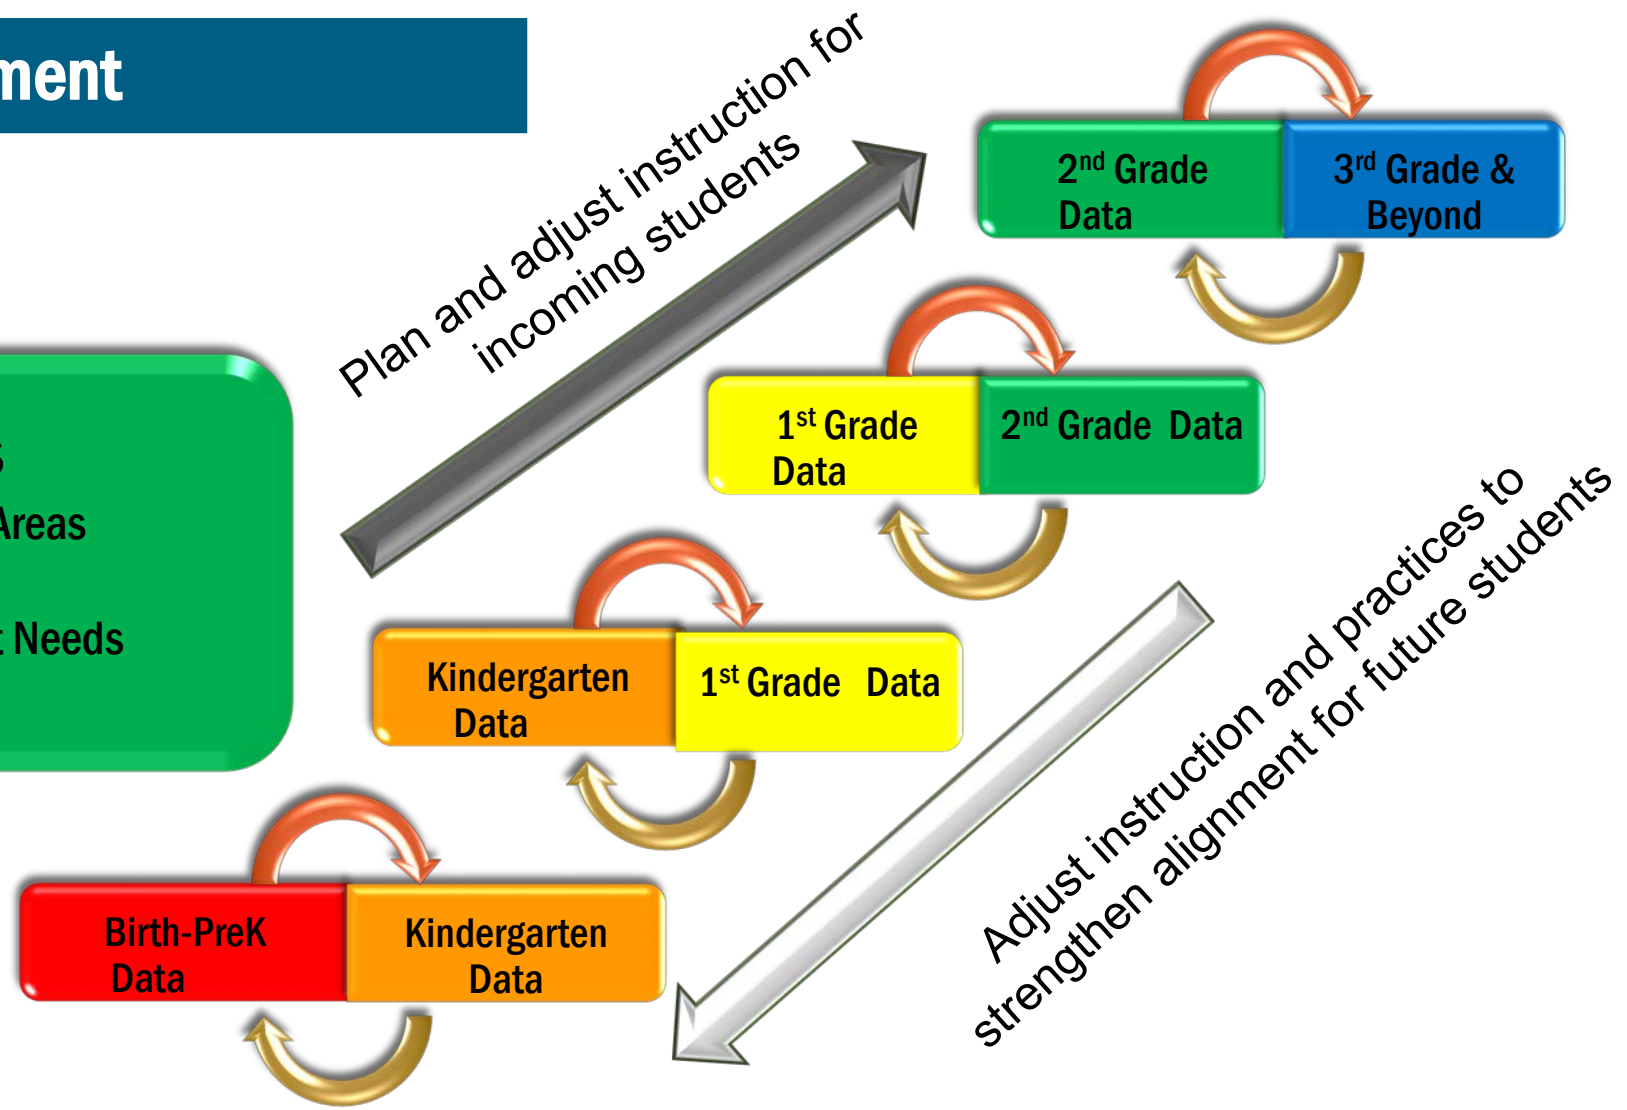 Plan and adjust instruction for
incoming students
2nd Grade
Data
3rd Grade &
Beyond
1st Grade
Data
2nd Grade Data
Areas
Needs
Kindergarten
Data
1st Grade Data
Adjust instruction and practices to
strengthen alignment for future students
Birth-PreK
Data
Kindergarten
Data